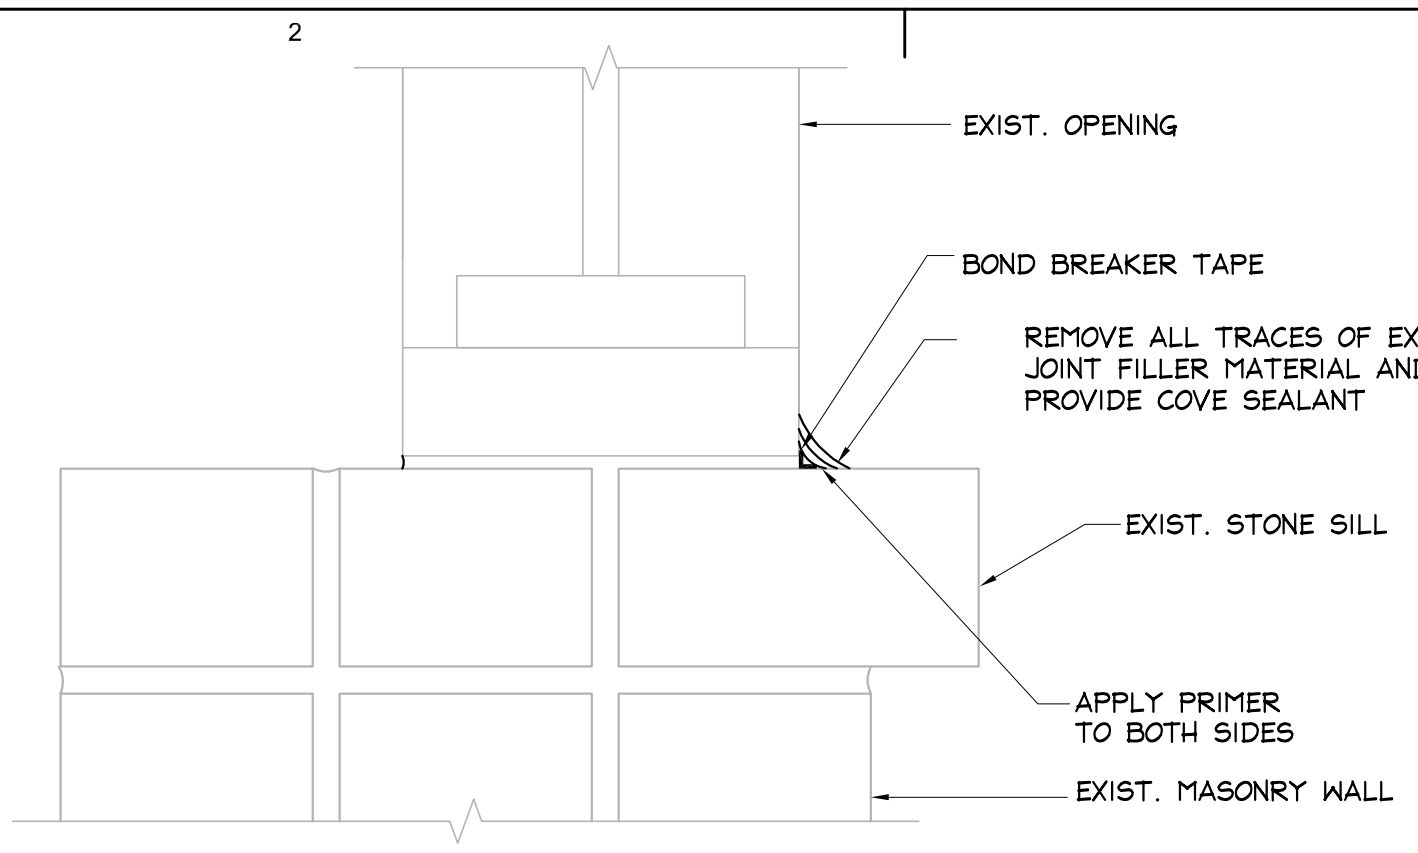 2
EXIST. OPENING
BOND BREAKER TAPE
REMOVE ALL TRACES OF
JOINT FILLER MATERIAL AND
PROVIDE COVE SEALANT
EXIST. STONE SILL
APPLY PRIMER
TO BOTH SIDES
EXIST. MASONRY WALL